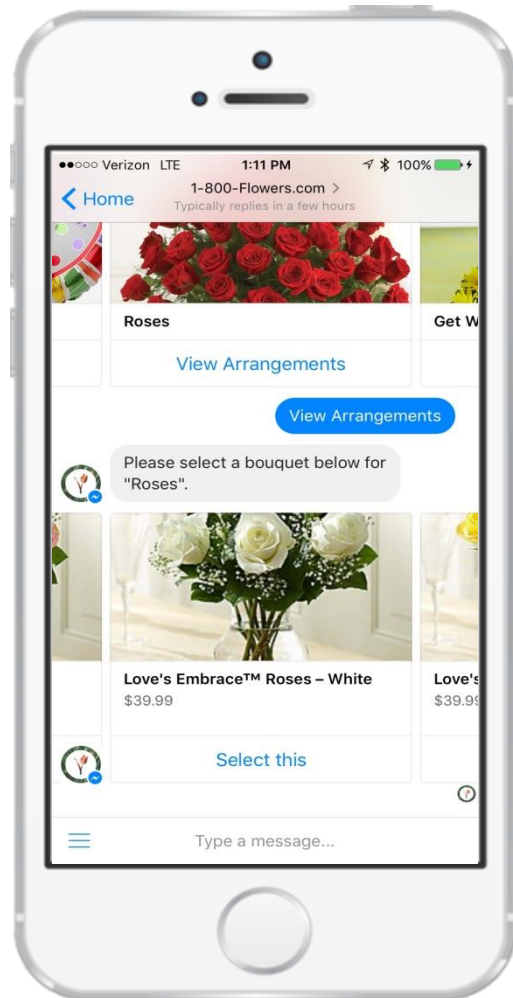 Verizon LTE 1:11 PM 100%
Home
1-800-Flowers.com >
Typically replies in a few hours
Roses
Get W
View Arrangements
View Arrangements
Please select a bouquet below for
"Roses".
Love's Embrace™ Roses – White
Love's
$39.99
$39.99
Select this
Type a message...